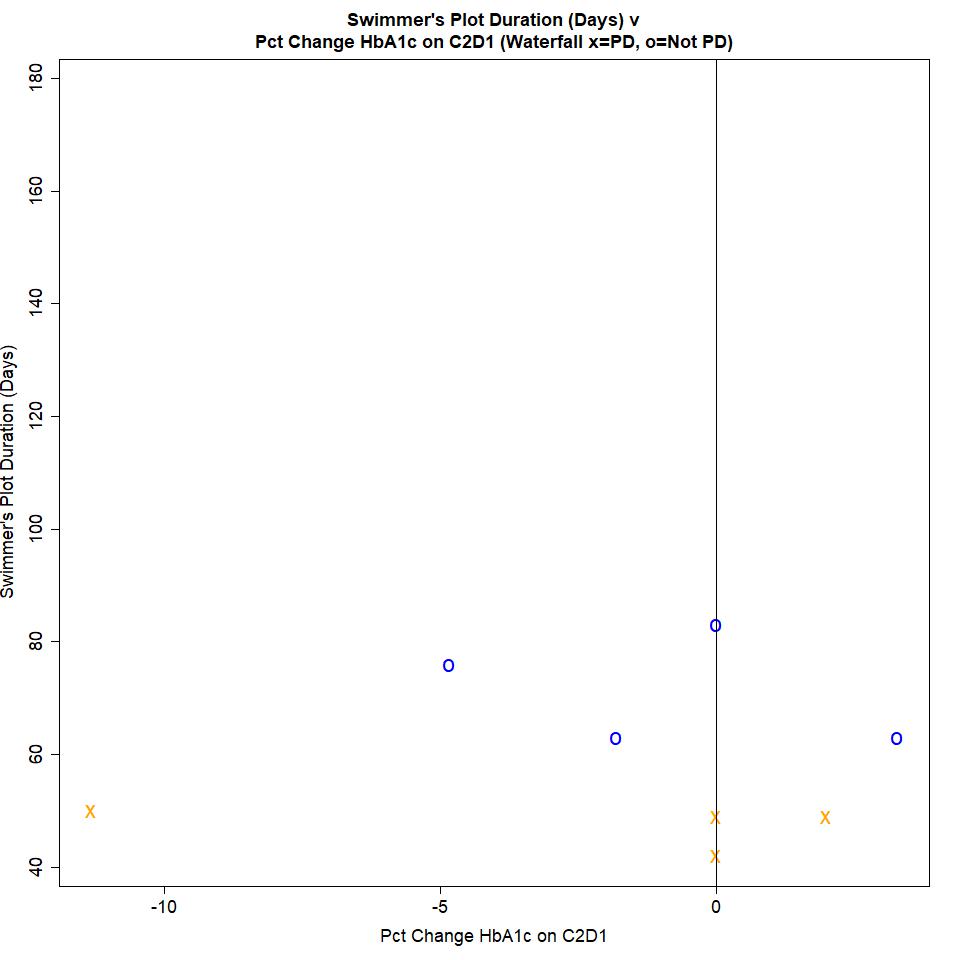 Swimmer's Plot Duration (Days) v
Pct Change HbA1c on C2D1 (Waterfall x=PD, o=Not PD)
Swimmer's Plot Duration (Days)
180
160
140
120
100
80
60
40
o
o
o
o
x
x
x
x
-10
-5
0
Pct Change HbA1c on C2D1